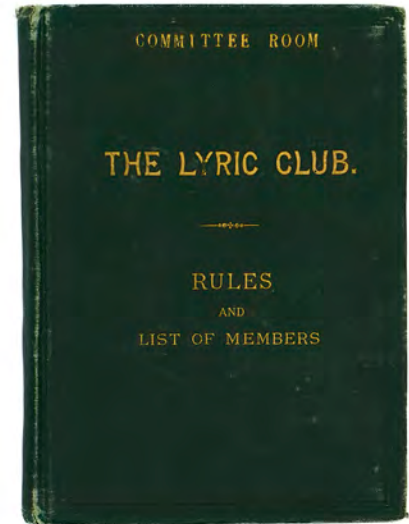 COMMITTEE ROOM
THE LYRIC CLUB.
RULES
AND
LIST OF MEMBERS